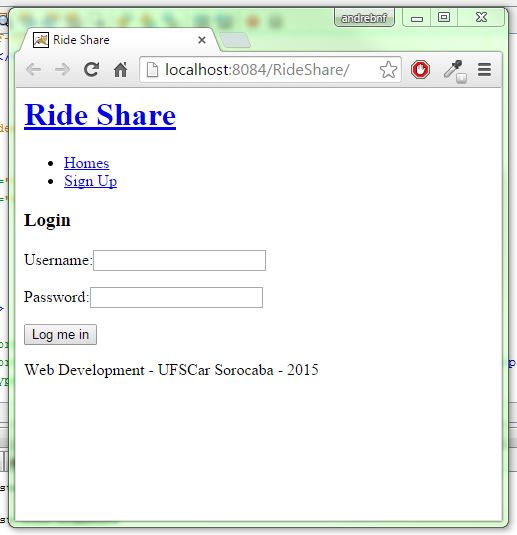 andrebnf
Ride Share
localhost:8084/RideShare/
Ride Share
Homes
Sign Up
Login
Username:
Password:
Log me in
Web Development - UFSCar Sorocaba - 2015